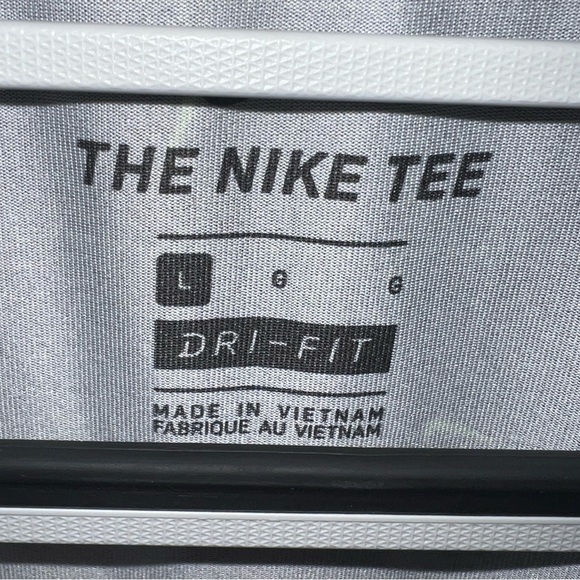 THE NIKE TEE
L G G
DRI-FIT
MADE IN VIETNAM
FABRIQUE AU VIETNAM